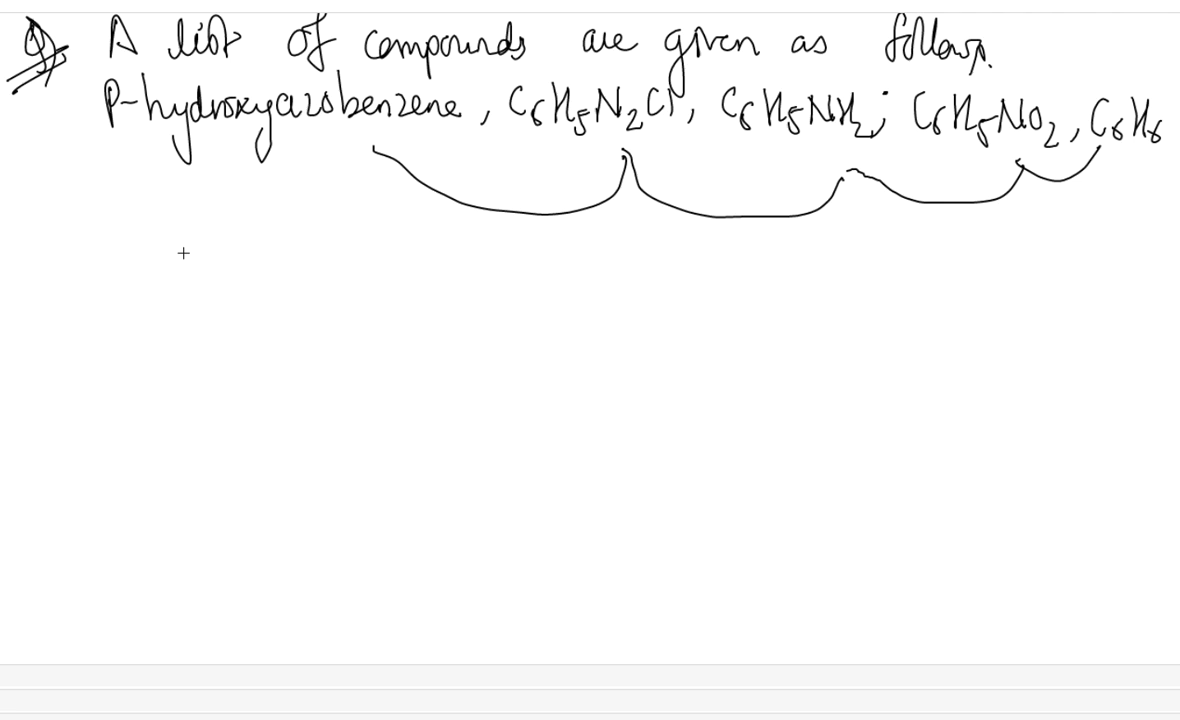 Q) A list of compounds are given as follows.
P-hydroxyazobenzene, C6H5N2Cl, C6H5NH2; C6H5NO2, C6H6